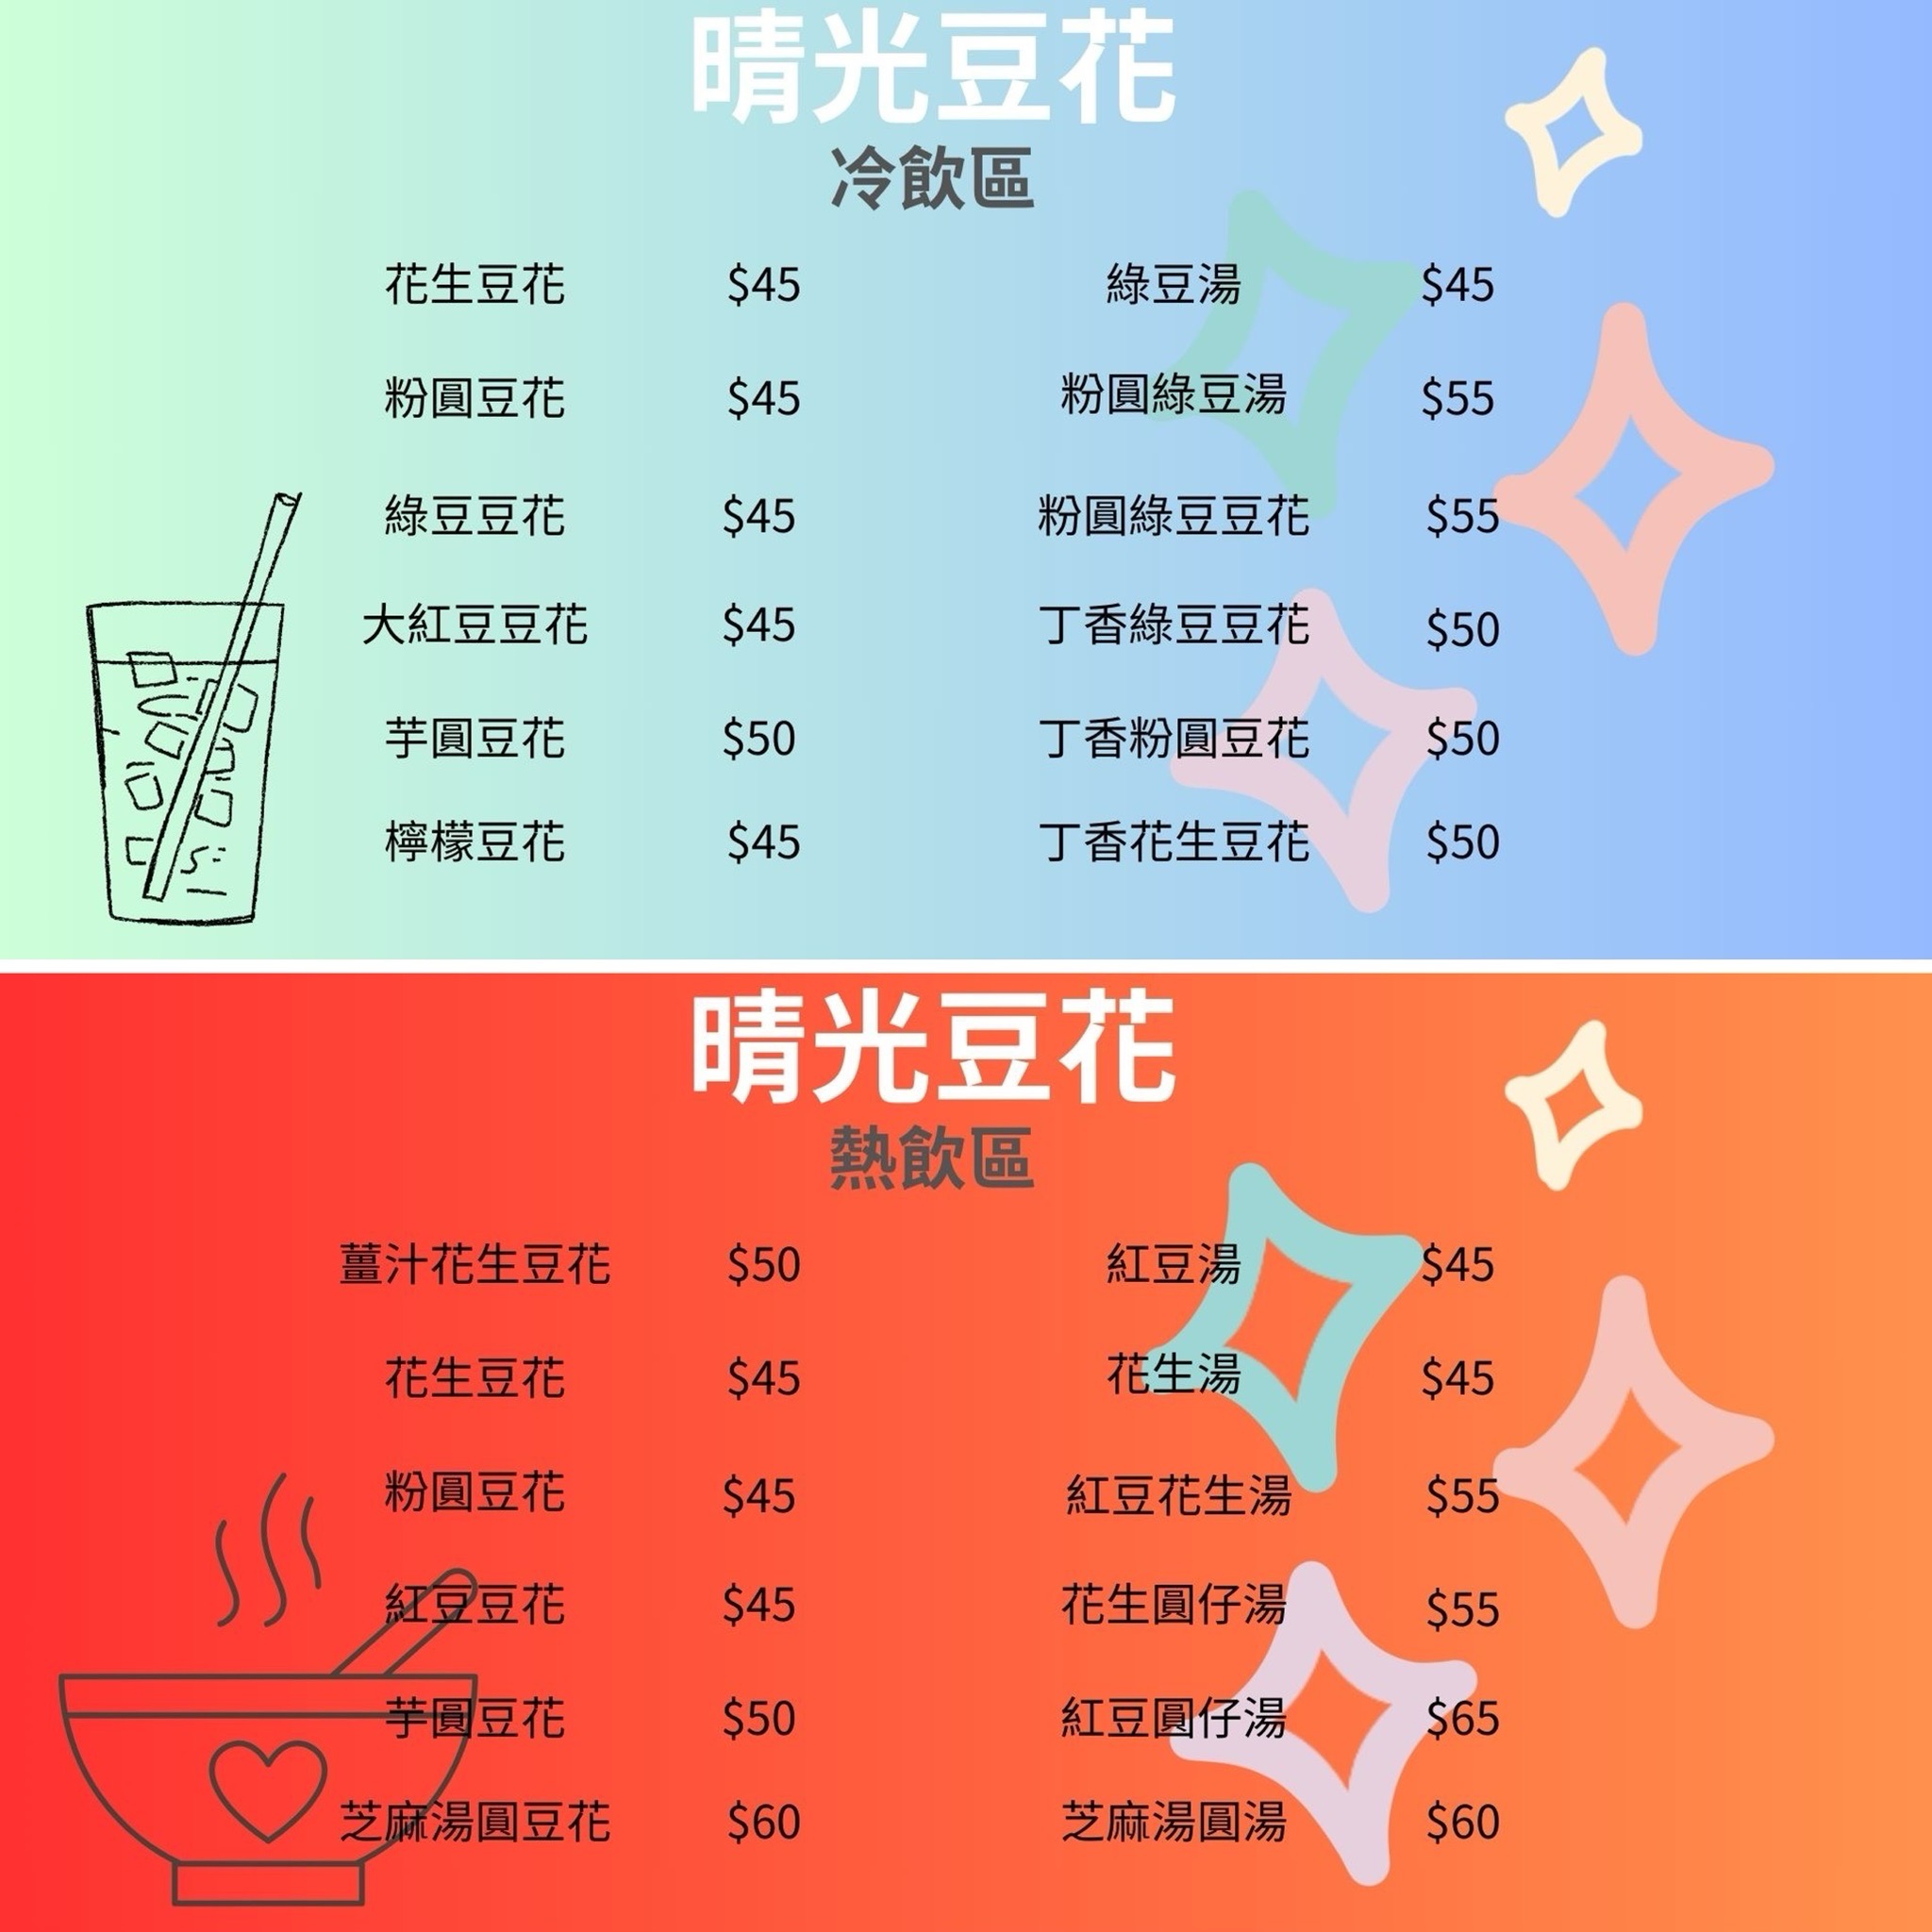 晴光豆花
冷飲區
花生豆花 $45 綠豆湯 $45
粉圓豆花 $45 粉圓綠豆湯 $55
綠豆豆花 $45 粉圓綠豆豆花 $55
大紅豆豆花 $45 丁香綠豆豆花 $50
芋圓豆花 $50 丁香粉圓豆花 $50
檸檬豆花 $45 丁香花生豆花 $50
晴光豆花
熱飲區
薑汁花生豆花 $50 紅豆湯 $45
花生豆花 $45 花生湯 $45
粉圓豆花 $45 紅豆花生湯 $55
紅豆豆花 $45 花生圓仔湯 $55
芋圓豆花 $50 紅豆圓仔湯 $65
芝麻湯圓豆花 $60 芝麻湯圓湯 $60